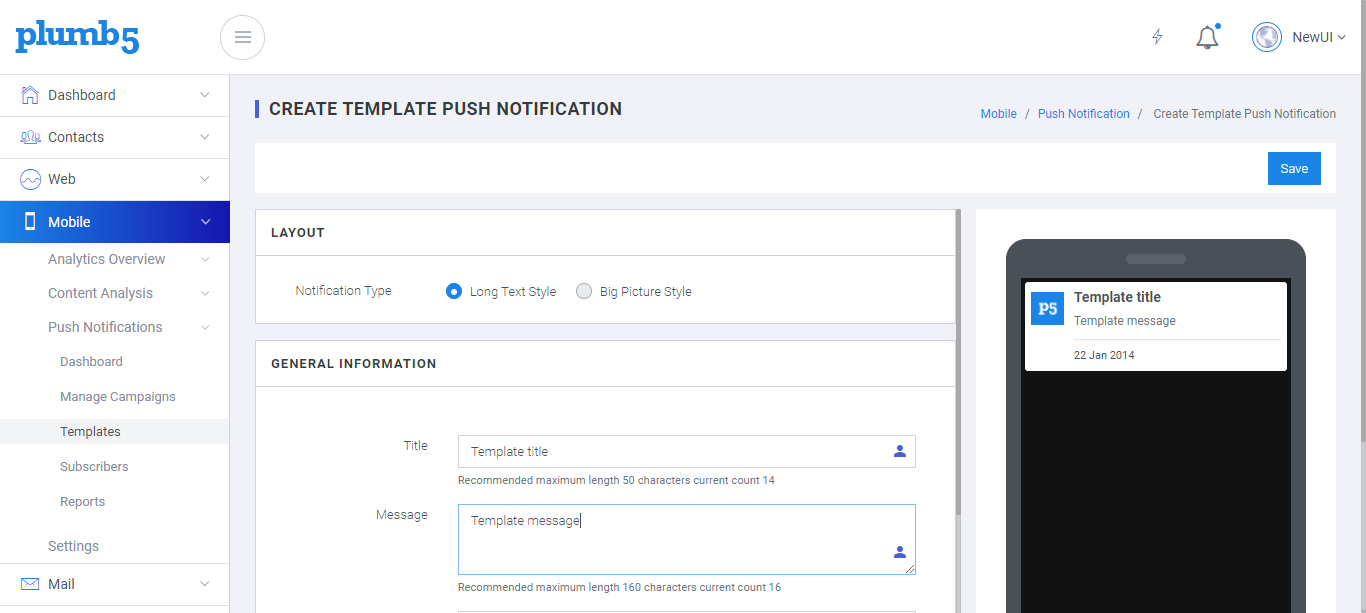 plumb5
NewUI
Dashboard
Contacts
Web
Mobile
Analytics Overview
Content Analysis
Push Notifications
Dashboard
Manage Campaigns
Templates
Subscribers
Reports
Settings
Mail
CREATE TEMPLATE PUSH NOTIFICATION
Mobile / Push Notification / Create Template Push Notification
Save
LAYOUT
Notification Type Long Text Style Big Picture Style
GENERAL INFORMATION
Title Template title
Recommended maximum length 50 characters current count 14
Message Template message
Recommended maximum length 160 characters current count 16
P5 Template title
Template message
22 Jan 2014